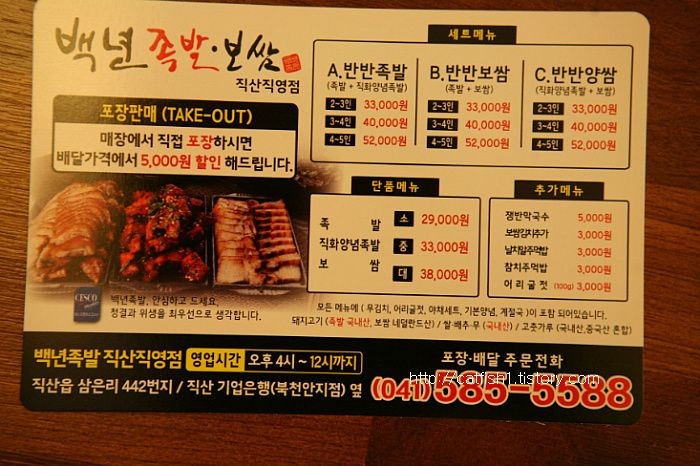 백년 족발·보쌈
직산직영점
포장판매 (TAKE-OUT)
매장에서 직접 포장하시면
배달가격에서 5,000원 할인 해드립니다.
CESCO
백년족발, 안심하고 드세요.
청결과 위생을 최우선으로 생각합니다.
세트메뉴
A.반반족발
(족발 + 직화양념족발)
2~3인 33,000원
3~4인 40,000원
4~5인 52,000원
B.반반보쌈
(족발 + 보쌈)
2~3인 33,000원
3~4인 40,000원
4~5인 52,000원
C.반반양쌈
(직화양념족발 + 보쌈)
2~3인 33,000원
3~4인 40,000원
4~5인 52,000원
단품메뉴
족발 소 29,000원
직화양념족발 중 33,000원
보쌈 대 38,000원
추가메뉴
쟁반막국수 5,000원
보쌈김치추가 3,000원
날치알주먹밥 3,000원
참치주먹밥 3,000원
어리굴젓 (100g) 3,000원
모든메뉴에 ( 무김치, 어리굴젓, 야채세트, 기본양념, 계절국 )이 포함 되어있습니다.
돼지고기 (족발 국내산, 보쌈 네덜란드산) / 쌀·배추·무 (국내산) / 고춧가루 (국내산,중국산 혼합)
백년족발 직산직영점 영업시간 오후 4시 ~ 12시까지
직산읍 삼은리 442번지 / 직산 기업은행(북천안지점) 옆
포장·배달 주문전화
(041) 585-5588
http://catfish1.tistory.com